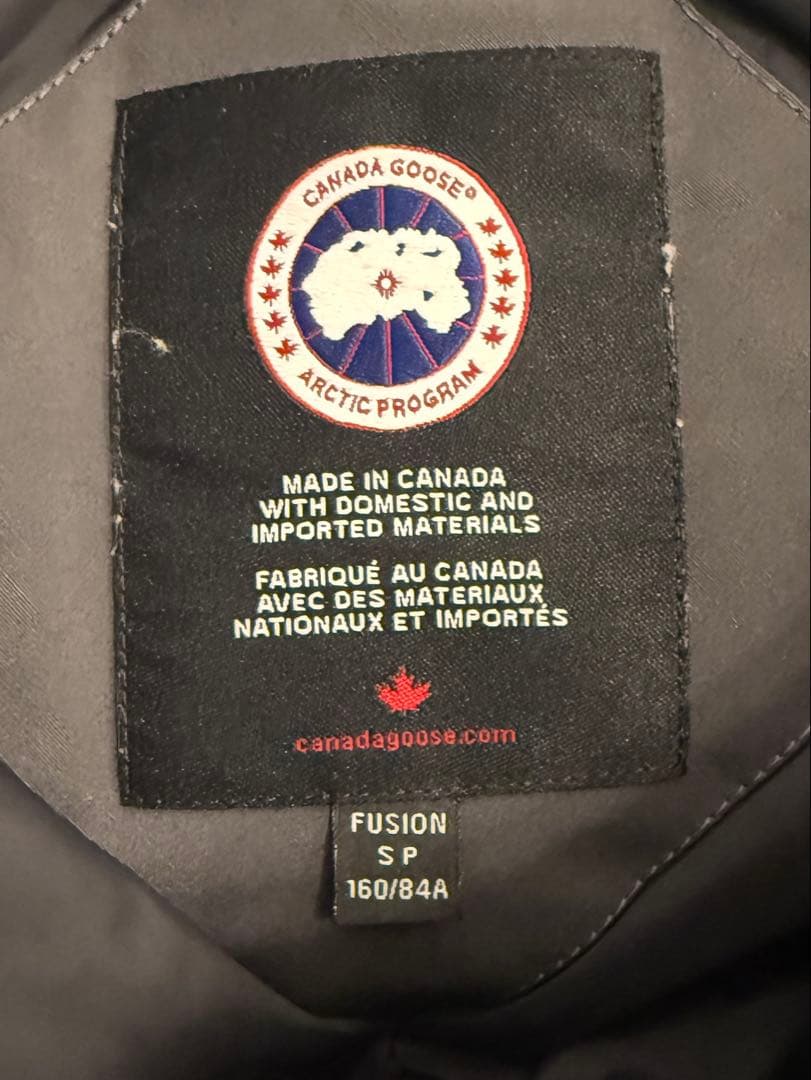 CANADA GOOSE®
ARCTIC PROGRAM
MADE IN CANADA
WITH DOMESTIC AND
IMPORTED MATERIALS
FABRIQUÉ AU CANADA
AVEC DES MATERIAUX
NATIONAUX ET IMPORTÉS
canadagoose.com
FUSION
S P
160/84A